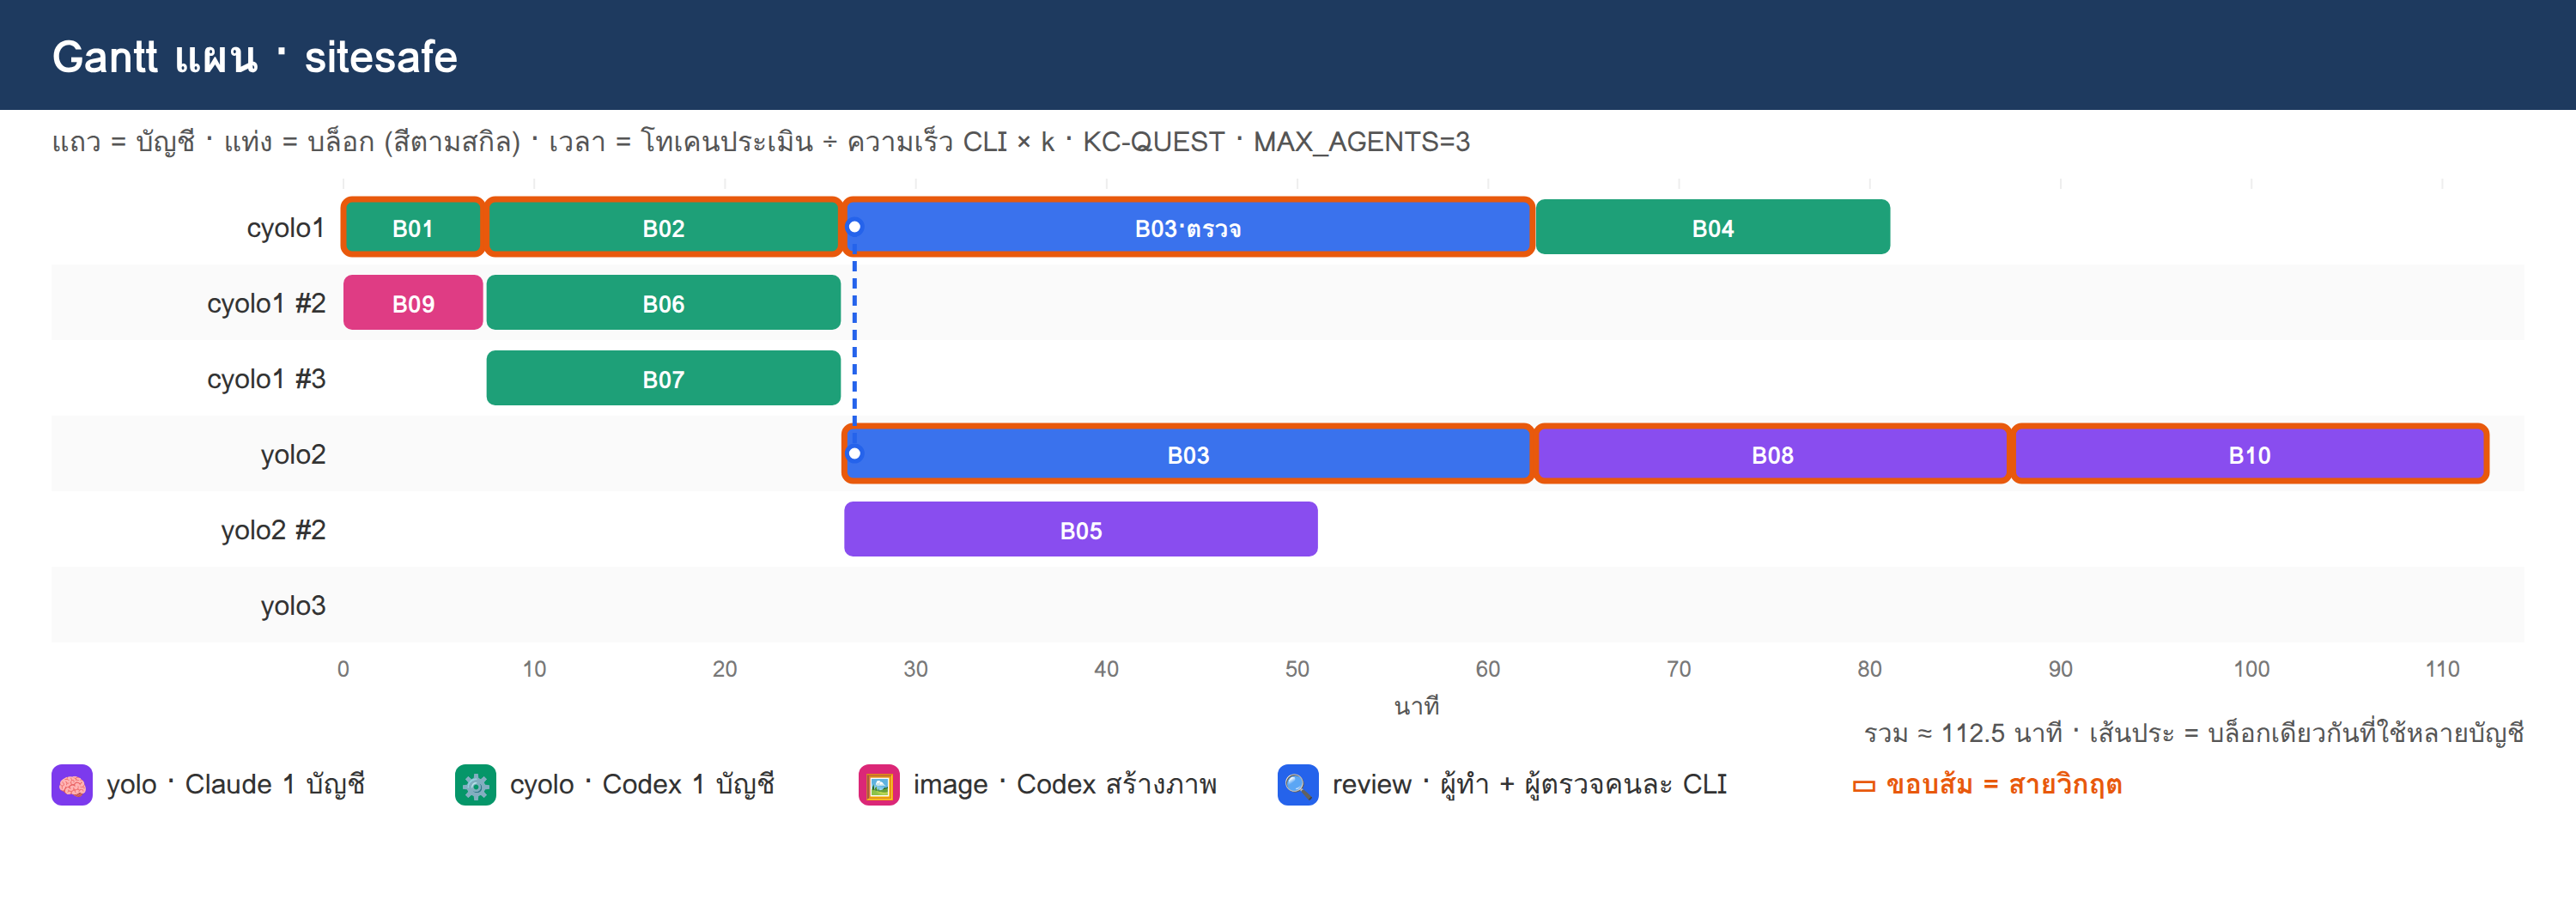 Gantt แผน · sitesafe
แถว = บัญชี · แท่ง = บล็อก (สีตามสกิล) · เวลา = โทเคนประเมิน ÷ ความเร็ว CLI × k · KC-QUEST · MAX_AGENTS=3
cyolo1 B01 B02 B03·ตรวจ B04
cyolo1 #2 B09 B06
cyolo1 #3 B07
yolo2 B03 B08 B10
yolo2 #2 B05
yolo3
0 10 20 30 40 50 60 70 80 90 100 110
นาที
รวม ≈ 112.5 นาที · เส้นประ = บล็อกเดียวกันที่ใช้หลายบัญชี
yolo · Claude 1 บัญชี cyolo · Codex 1 บัญชี image · Codex สร้างภาพ review · ผู้ทำ + ผู้ตรวจคนละ CLI ▭ ขอบส้ม = สายวิกฤต